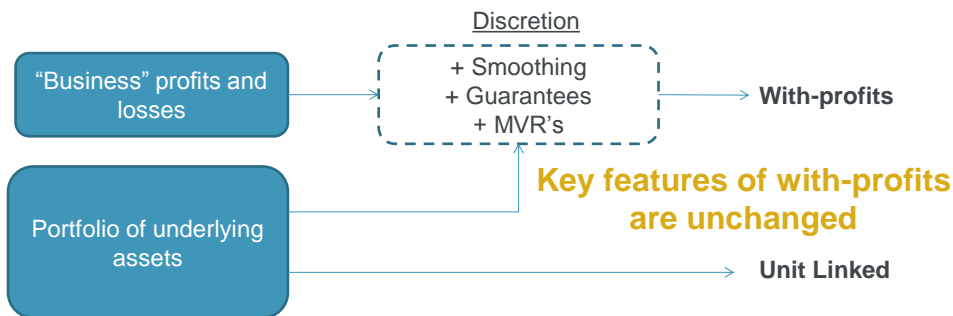 Discretion
“Business” profits and
losses
+ Smoothing
+ Guarantees
+ MVR’s
With-profits
Key features of with-profits
are unchanged
Portfolio of underlying
assets
Unit Linked